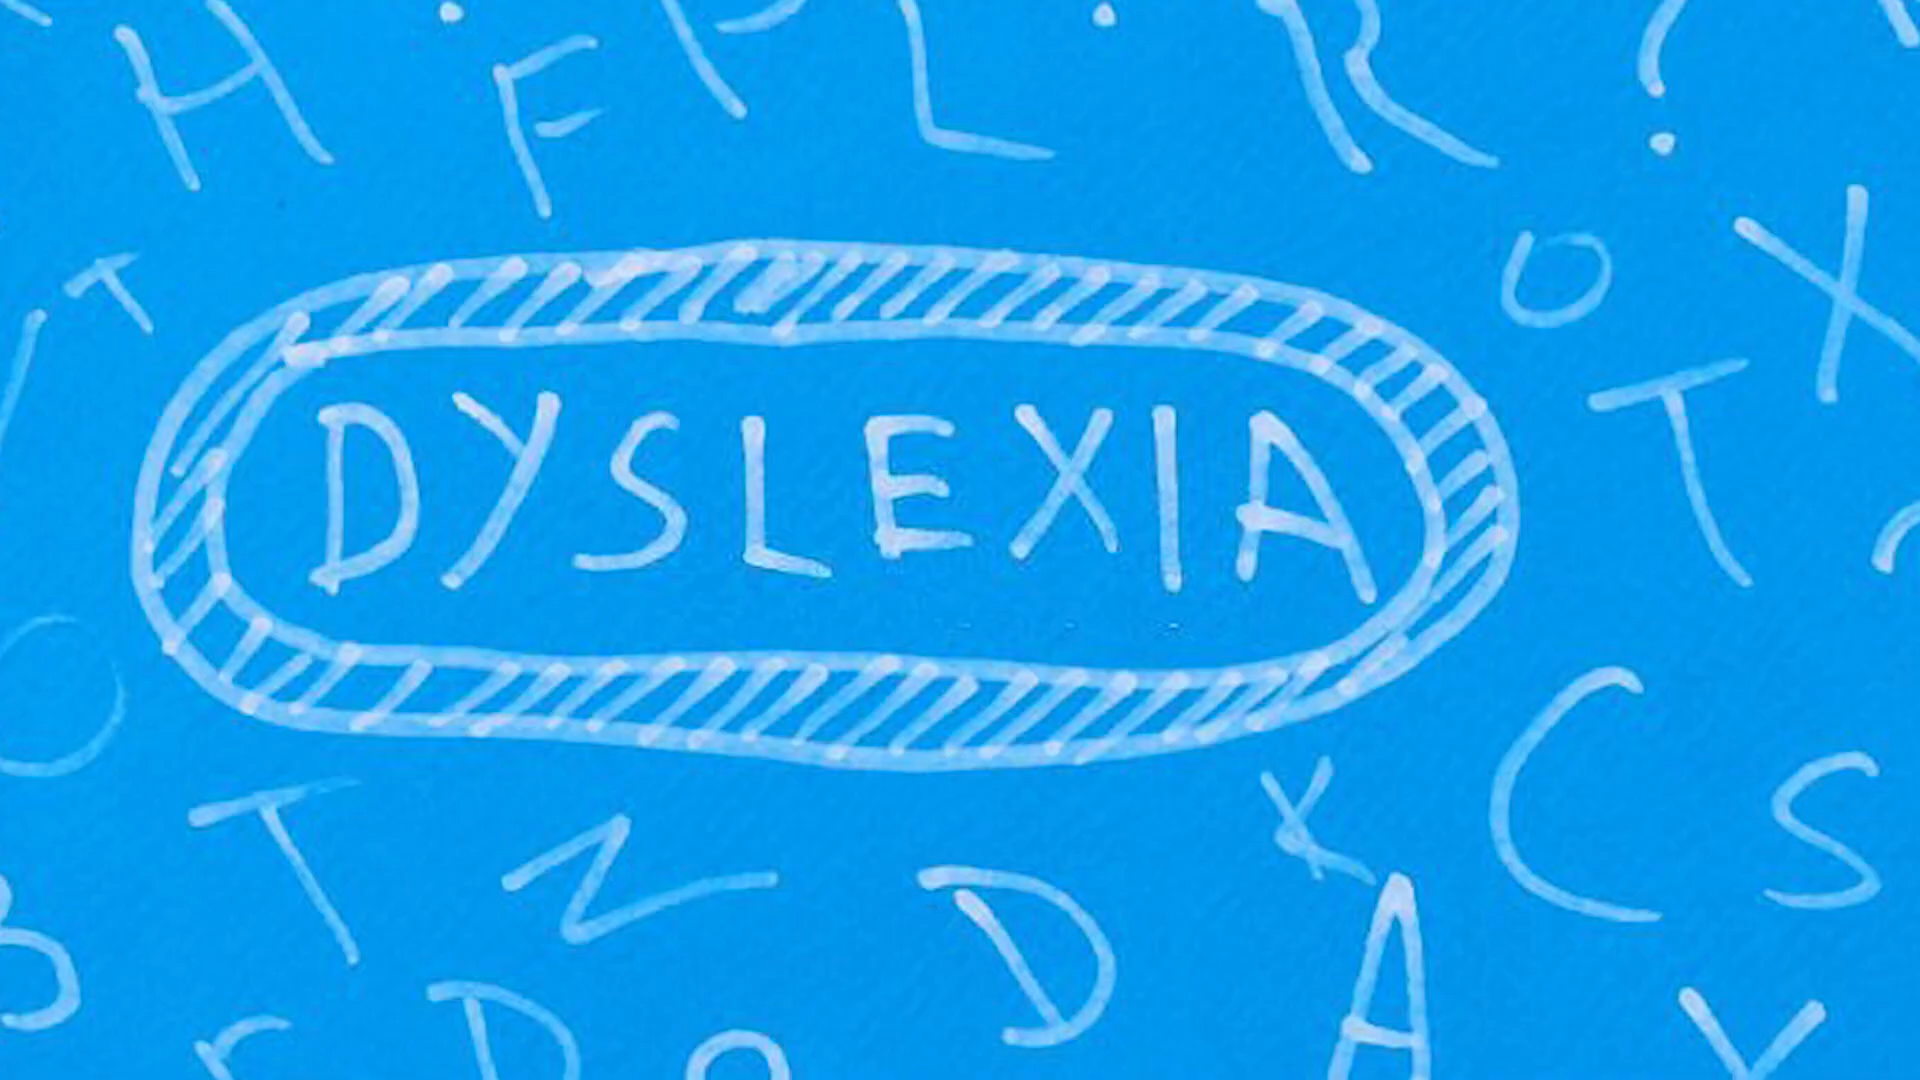 H F P L R ?
T O X
T
DYSLEXIA
O C S
T N D X A
B D Y